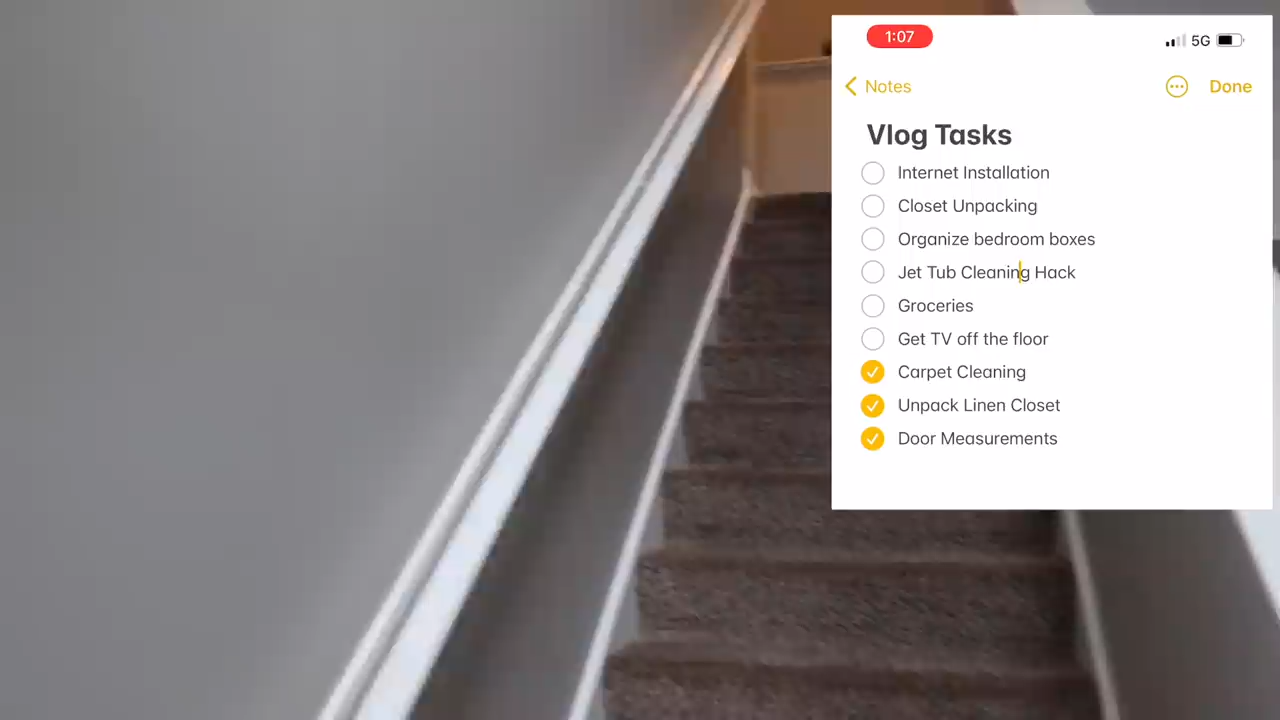 1:07
5G
Notes
Done
Vlog Tasks
Internet Installation
Closet Unpacking
Organize bedroom boxes
Jet Tub Cleaning Hack
Groceries
Get TV off the floor
Carpet Cleaning
Unpack Linen Closet
Door Measurements